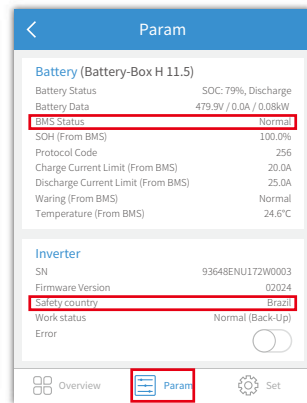 Param
Battery (Battery-Box H 11.5)
Battery Status SOC: 79%, Discharge
Battery Data 479.9V / 0.0A / 0.08kW
BMS Status Normal
SOH (From BMS) 100.0%
Protocol Code 256
Charge Current Limit (From BMS) 20.0A
Discharge Current Limit (From BMS) 25.0A
Waring (From BMS) Normal
Temperature (From BMS) 24.6℃
Inverter
SN 93648ENU172W0003
Firmware Version 02024
Safety country Brazil
Work status Normal (Back-Up)
Error
Overview Param Set